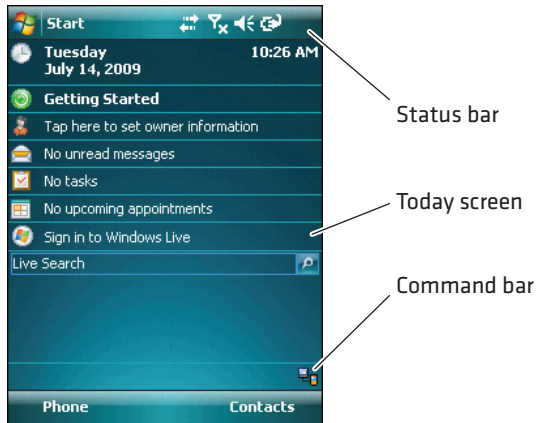 Start
Tuesday 10:26 AM
July 14, 2009
Getting Started
Tap here to set owner information
No unread messages
No tasks
No upcoming appointments
Sign in to Windows Live
Live Search
Phone Contacts
Status bar
Today screen
Command bar